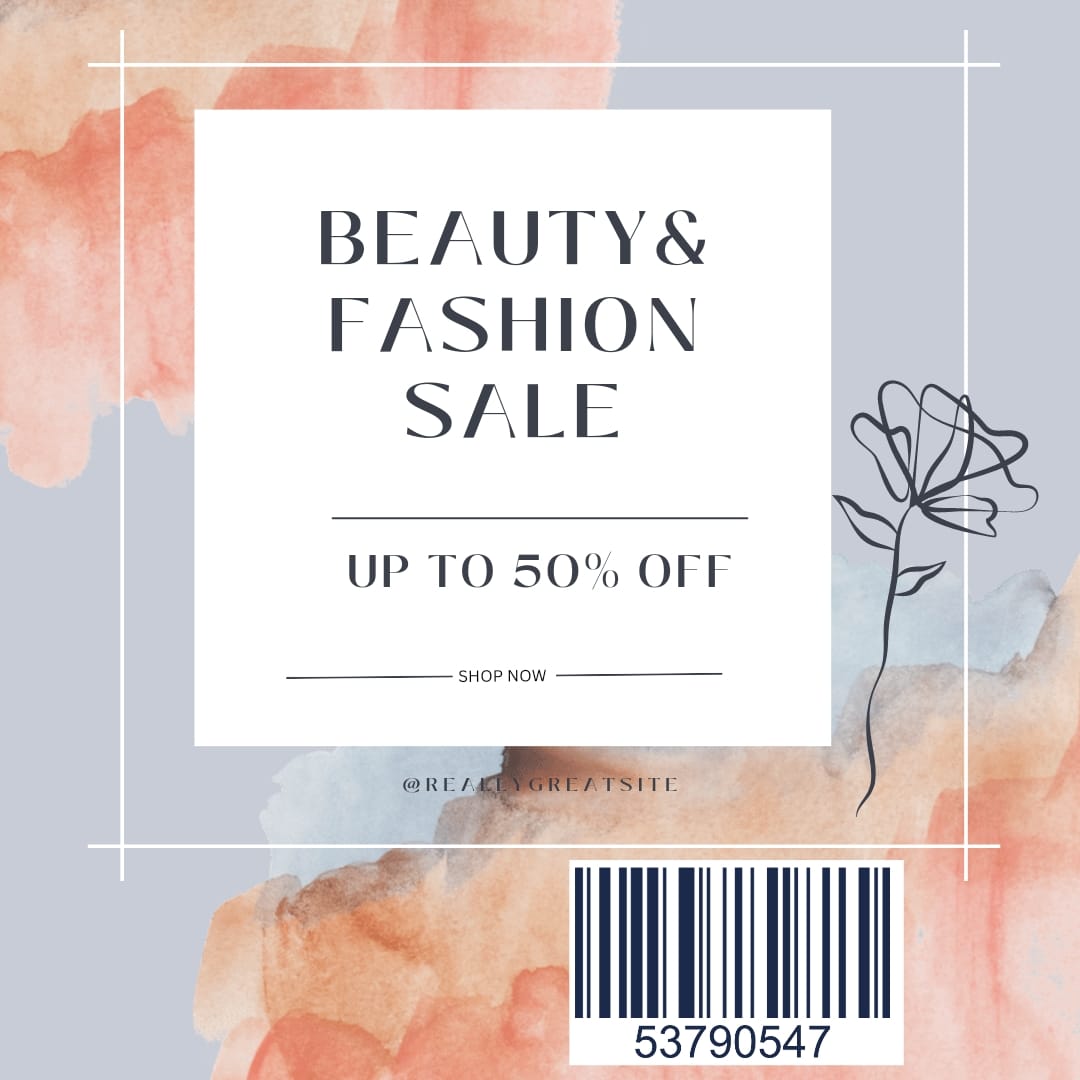 BEAUTY&
FASHION
SALE
UP TO 50% OFF
SHOP NOW
@REALLYGREATSITE
53790547